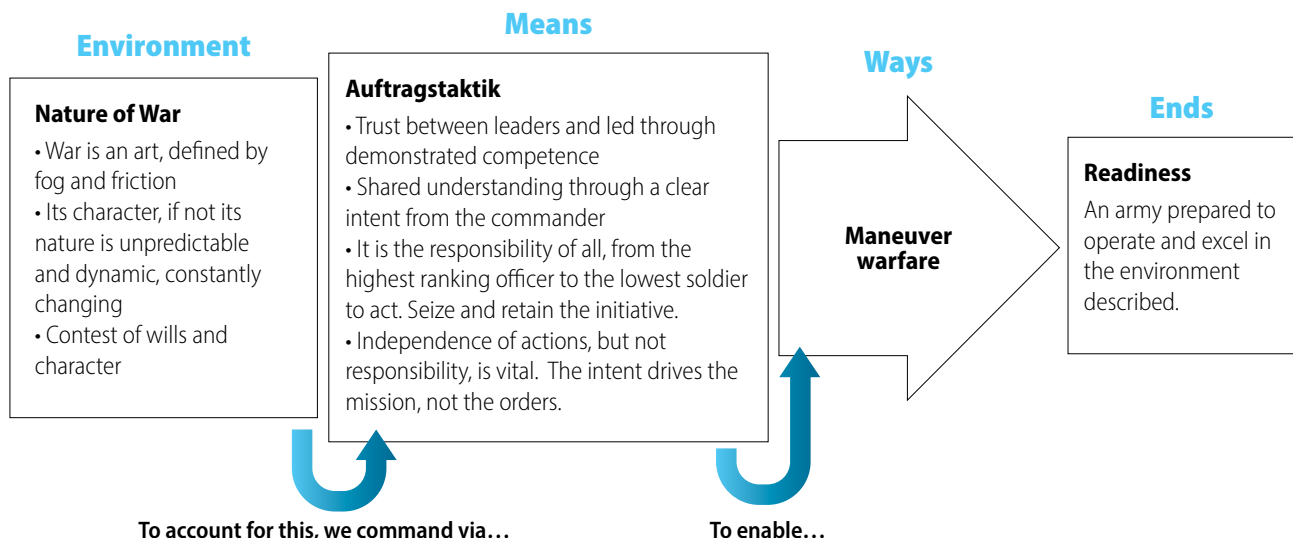 Environment
Nature of War
• War is an art, defined by
fog and friction
• Its character, if not its
nature is unpredictable
and dynamic, constantly
changing
• Contest of wills and
character
Means
Auftragstaktik
• Trust between leaders and led through
demonstrated competence
• Shared understanding through a clear
intent from the commander
• It is the responsibility of all, from the
highest ranking officer to the lowest soldier
to act. Seize and retain the initiative.
• Independence of actions, but not
responsibility, is vital. The intent drives the
mission, not the orders.
Ways
Maneuver
warfare
Ends
Readiness
An army prepared to
operate and excel in
the environment
described.
To account for this, we command via…
To enable…